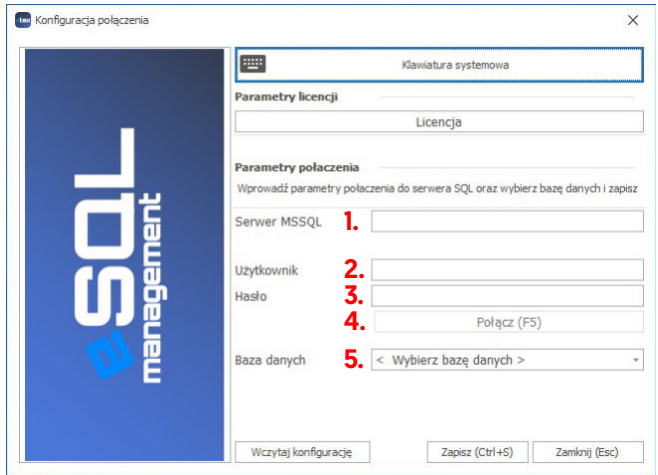 .tax Konfiguracja połączenia
Klawiatura systemowa
Parametry licencji
Licencja
Parametry połaczenia
Wprowadź parametry połaczenia do serwera SQL oraz wybierz bazę danych i zapisz
Serwer MSSQL 1.
Użytkownik 2.
Hasło 3.
4. Połącz (F5)
Baza danych 5. < Wybierz bazę danych >
Wczytaj konfigurację Zapisz (Ctrl+S) Zamknij (Esc)
eSQL
management